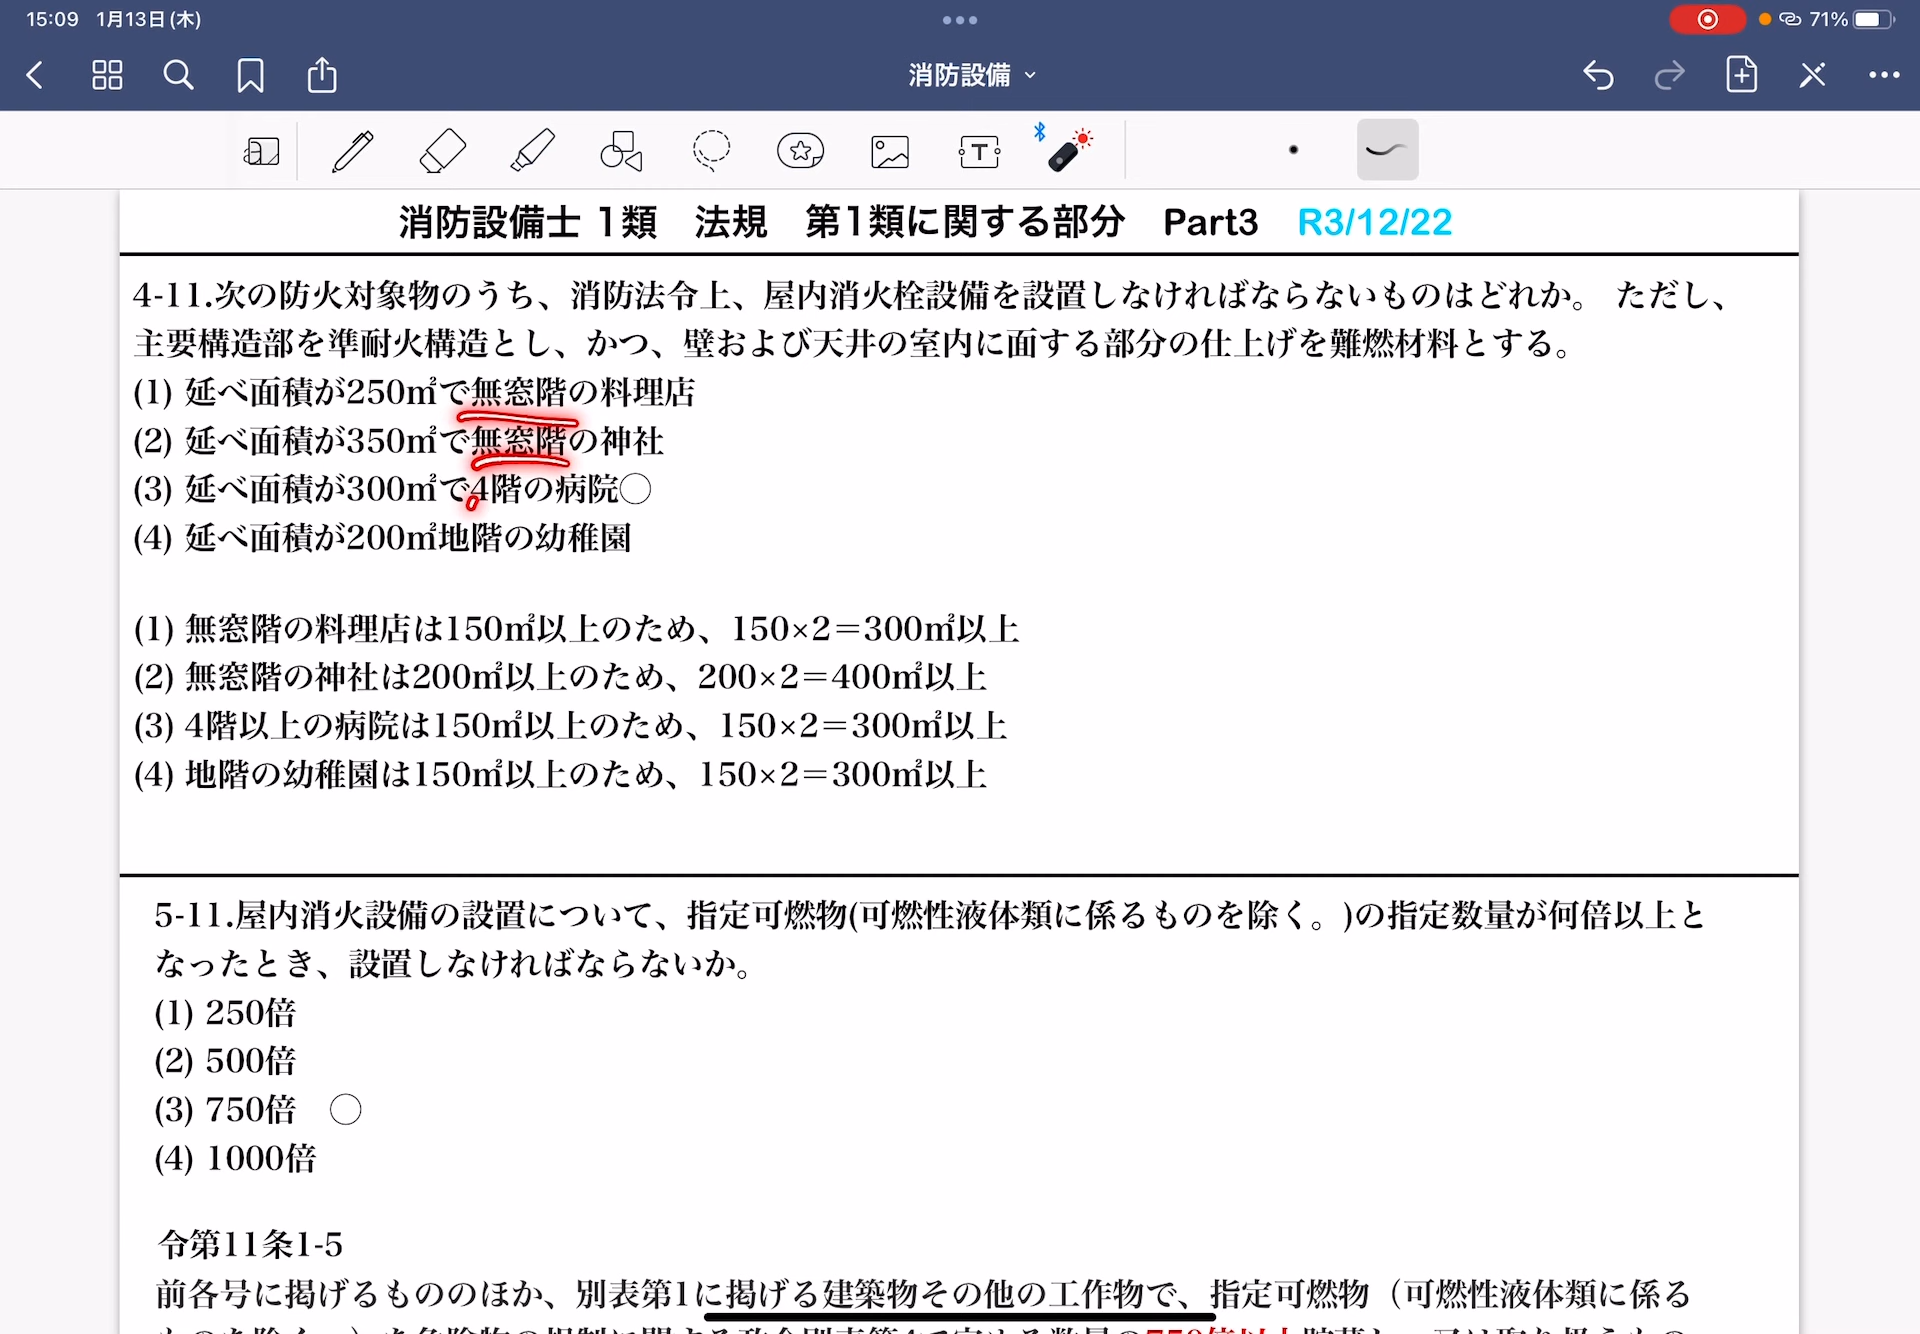 15:09 1月13日(木)
71%
消防設備
消防設備士 1類 法規 第1類に関する部分 Part3 R3/12/22
4-11.次の防火対象物のうち、消防法令上、屋内消火栓設備を設置しなければならないものはどれか。 ただし、
主要構造部を準耐火構造とし、かつ、壁および天井の室内に面する部分の仕上げを難燃材料とする。
(1) 延べ面積が250㎡で無窓階の料理店
(2) 延べ面積が350㎡で無窓階の神社
(3) 延べ面積が300㎡で4階の病院○
(4) 延べ面積が200㎡地階の幼稚園
(1) 無窓階の料理店は150㎡以上のため、150×2＝300㎡以上
(2) 無窓階の神社は200㎡以上のため、200×2＝400㎡以上
(3) 4階以上の病院は150㎡以上のため、150×2＝300㎡以上
(4) 地階の幼稚園は150㎡以上のため、150×2＝300㎡以上
5-11.屋内消火設備の設置について、指定可燃物(可燃性液体類に係るものを除く。)の指定数量が何倍以上と
なったとき、設置しなければならないか。
(1) 250倍
(2) 500倍
(3) 750倍 ○
(4) 1000倍
令第11条1-5
前各号に掲げるもののほか、別表第1に掲げる建築物その他の工作物で、指定可燃物（可燃性液体類に係る